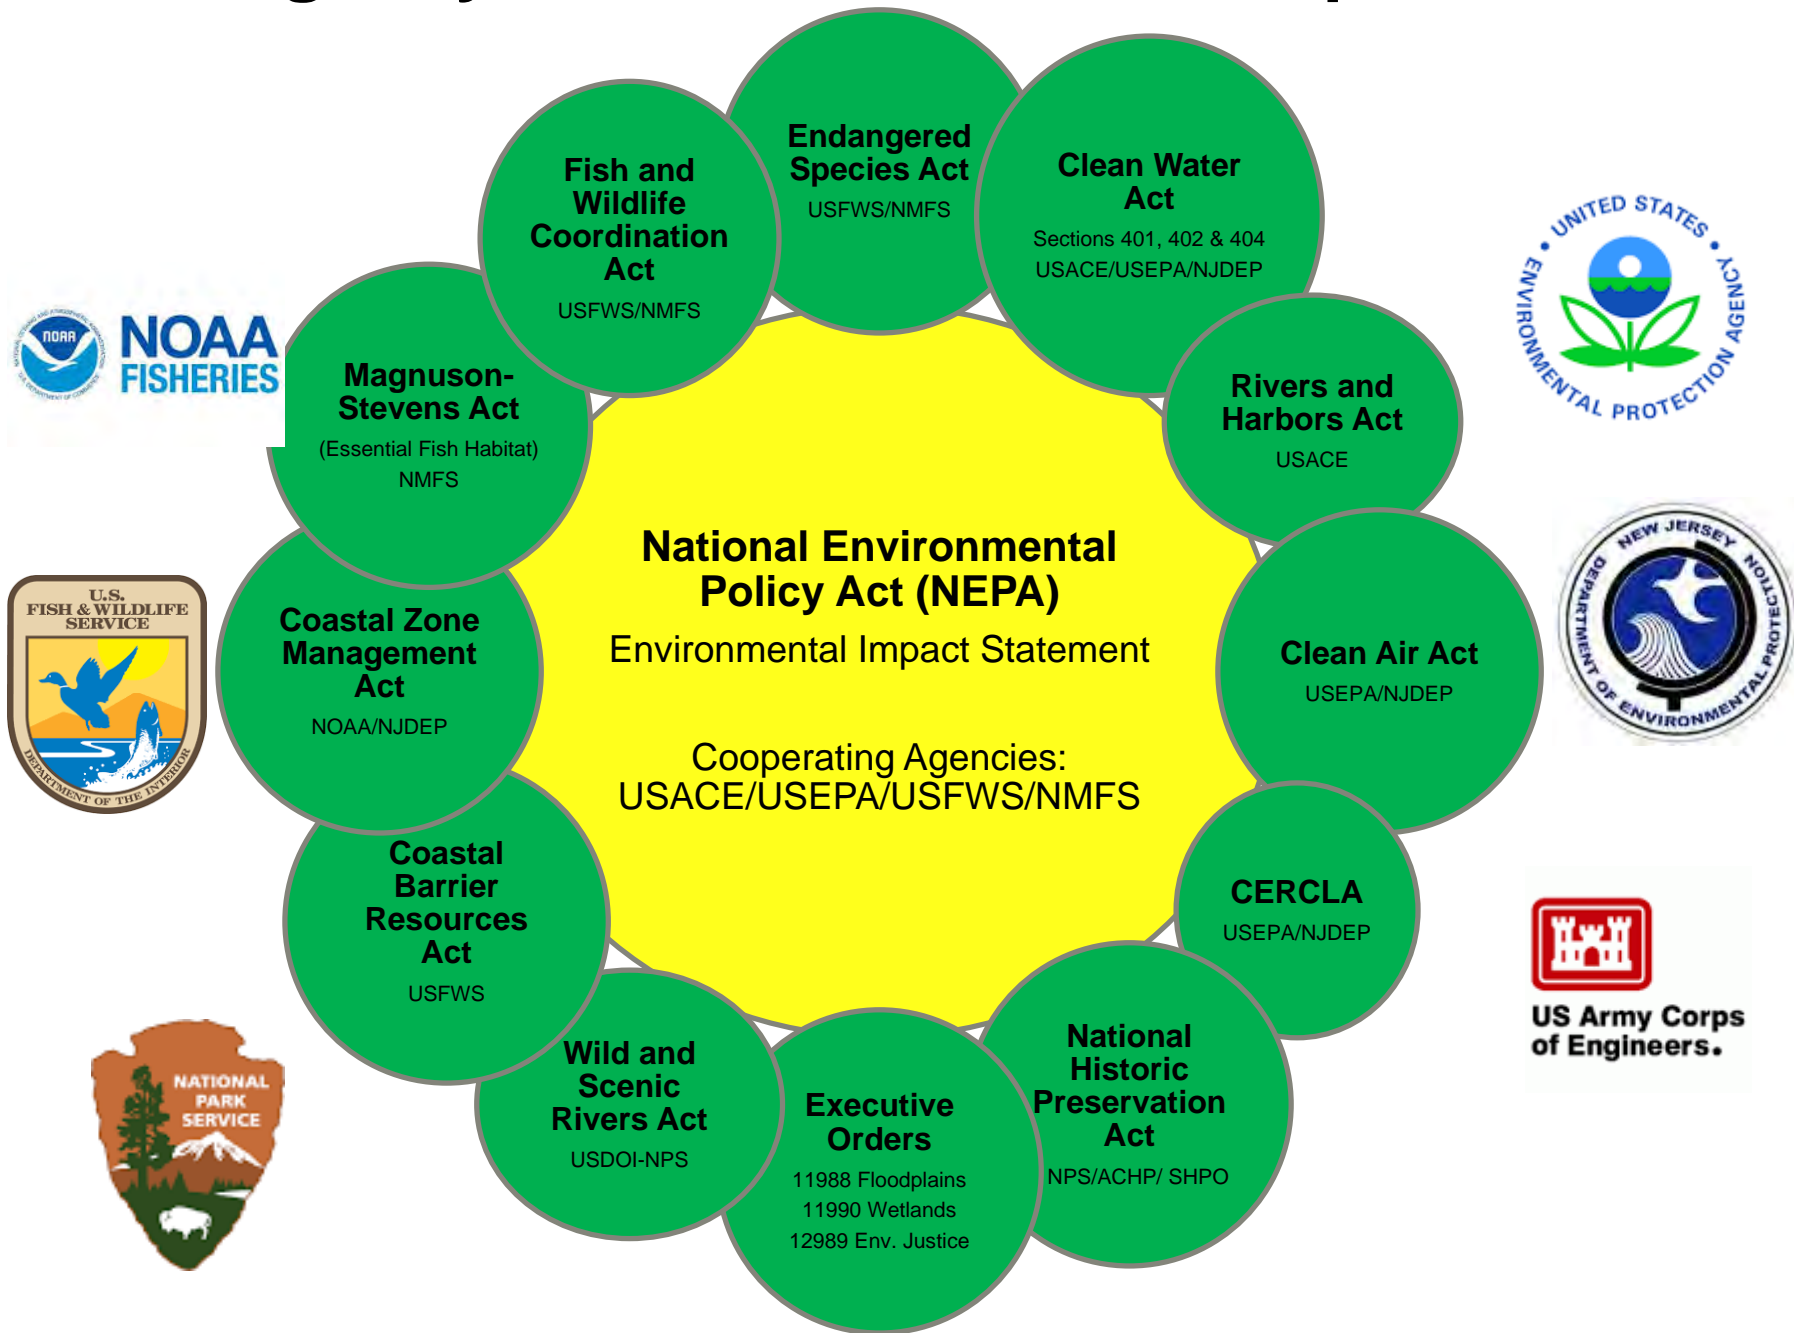 Endangered
Species Act
USFWS/NMFS
Clean Water
Act
Sections 401, 402 & 404
USACE/USEPA/NJDEP
Rivers and
Harbors Act
USACE
Clean Air Act
USEPA/NJDEP
CERCLA
USEPA/NJDEP
National
Historic
Preservation
Act
NPS/ACHP/ SHPO
Executive
Orders
11988 Floodplains
11990 Wetlands
12989 Env. Justice
Wild and
Scenic
Rivers Act
USDOI-NPS
Coastal
Barrier
Resources
Act
USFWS
Coastal Zone
Management
Act
NOAA/NJDEP
Magnuson-
Stevens Act
(Essential Fish Habitat)
NMFS
Fish and
Wildlife
Coordination
Act
USFWS/NMFS
National Environmental
Policy Act (NEPA)
Environmental Impact Statement
Cooperating Agencies:
USACE/USEPA/USFWS/NMFS
NOAA
NOAA
FISHERIES
U.S.
FISH & WILDLIFE
SERVICE
DEPARTMENT OF THE INTERIOR
NATIONAL
PARK
SERVICE
UNITED STATES
ENVIRONMENTAL PROTECTION AGENCY
NEW JERSEY
DEPARTMENT OF ENVIRONMENTAL PROTECTION
US Army Corps
of Engineers.